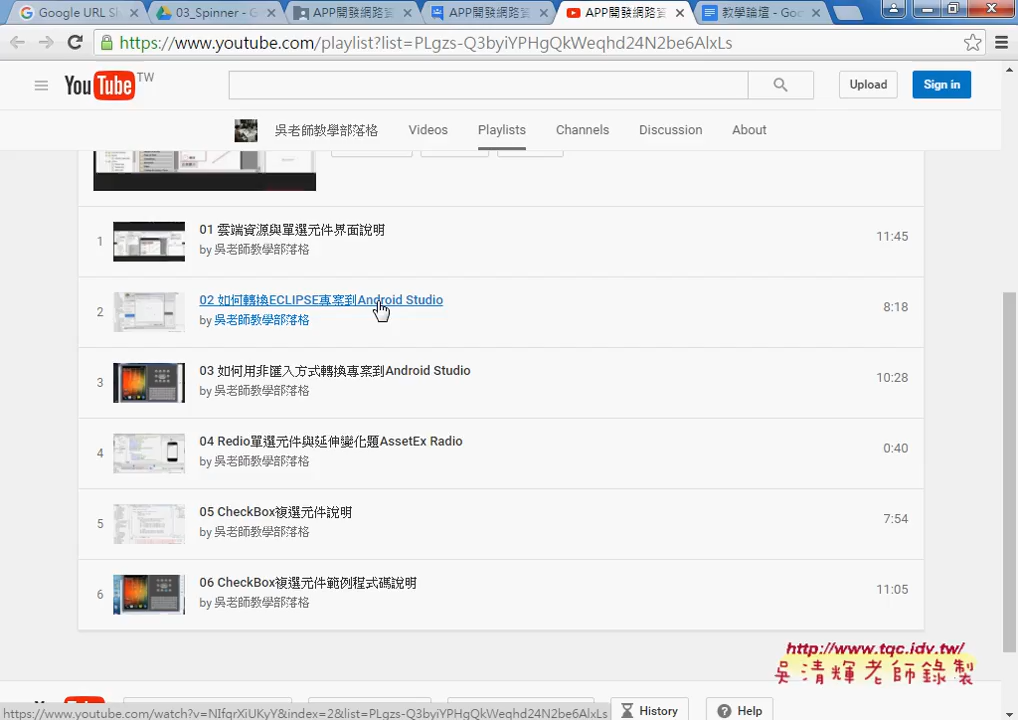 Google URL Sh
03_Spinner - G
APP開發網路資
APP開發網路資
APP開發網路資
教學論壇 - Goo
https://www.youtube.com/playlist?list=PLgzs-Q3byiYPHgQkWeqhd24N2be6AlxLs
YouTube TW
Upload
Sign in
吳老師教學部落格
Videos
Playlists
Channels
Discussion
About
1
01 雲端資源與單選元件界面說明
by 吳老師教學部落格
11:45
2
02 如何轉換ECLIPSE專案到Android Studio
by 吳老師教學部落格
8:18
3
03 如何用非匯入方式轉換專案到Android Studio
by 吳老師教學部落格
10:28
4
04 Redio單選元件與延伸變化題AssetEx Radio
by 吳老師教學部落格
0:40
5
05 CheckBox複選元件說明
by 吳老師教學部落格
7:54
6
06 CheckBox複選元件範例程式碼說明
by 吳老師教學部落格
11:05
http://www.tqc.idv.tw/
吳清輝老師錄製
https://www.youtube.com/watch?v=NIfqrXiUKyY&index=2&list=PLgzs-Q3byiYPHgQkWeqhd24N2be6AlxLs
History
Help